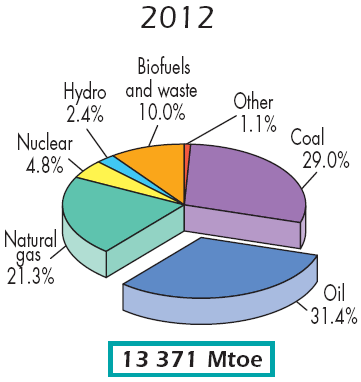 2012
Biofuels
and waste
10.0%
Hydro
2.4%
Other
1.1%
Nuclear
4.8%
Coal
29.0%
Natural
gas
21.3%
Oil
31.4%
13 371 Mtoe